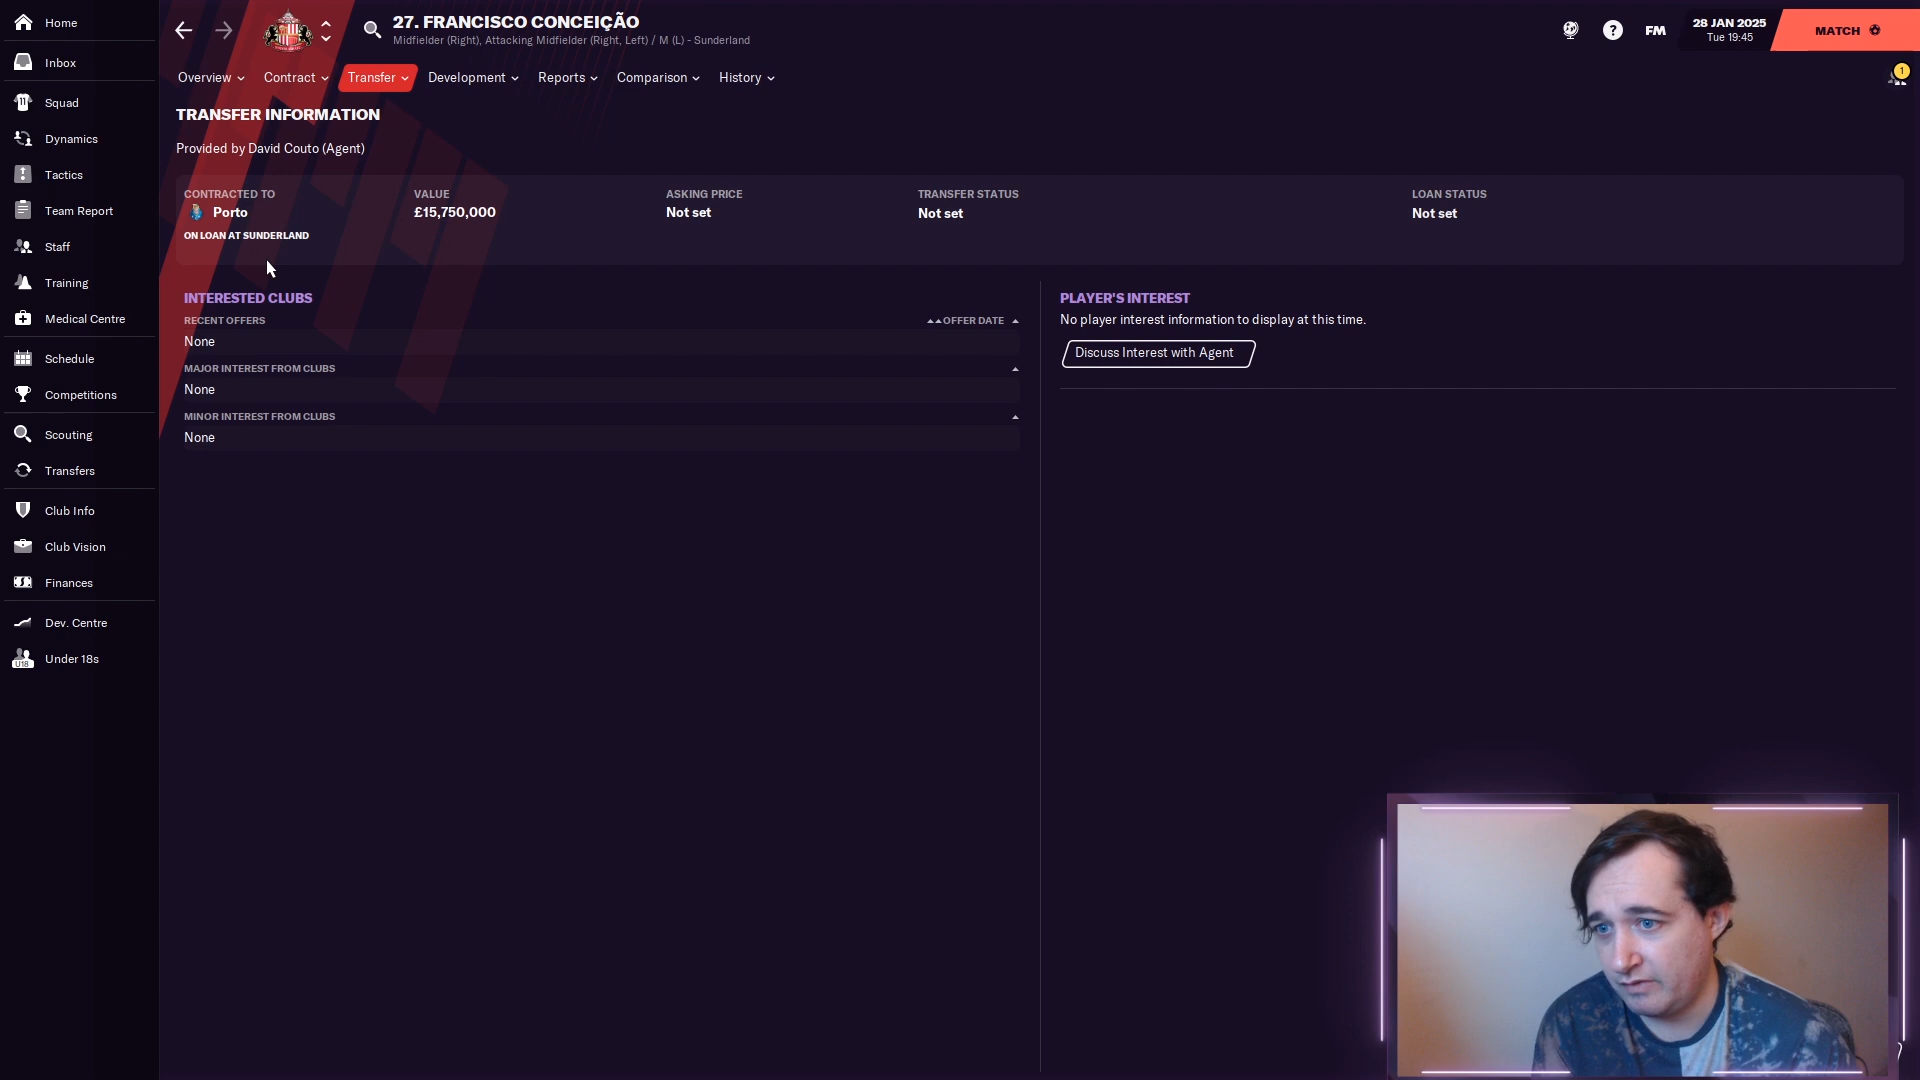 Home
Inbox
Squad
Dynamics
Tactics
Team Report
Staff
Training
Medical Centre
Schedule
Competitions
Scouting
Transfers
Club Info
Club Vision
Finances
Dev. Centre
U18
Under 18s
27. FRANCISCO CONCEIÇÃO
Midfielder (Right), Attacking Midfielder (Right, Left) / M (L) - Sunderland
?
FM
28 JAN 2025
Tue 19:45
MATCH
Overview
Contract
Transfer
Development
Reports
Comparison
History
1
TRANSFER INFORMATION
Provided by David Couto (Agent)
CONTRACTED TO
Porto
ON LOAN AT SUNDERLAND
VALUE
£15,750,000
ASKING PRICE
Not set
TRANSFER STATUS
Not set
LOAN STATUS
Not set
INTERESTED CLUBS
RECENT OFFERS
OFFER DATE
None
MAJOR INTEREST FROM CLUBS
None
MINOR INTEREST FROM CLUBS
None
PLAYER'S INTEREST
No player interest information to display at this time.
Discuss Interest with Agent